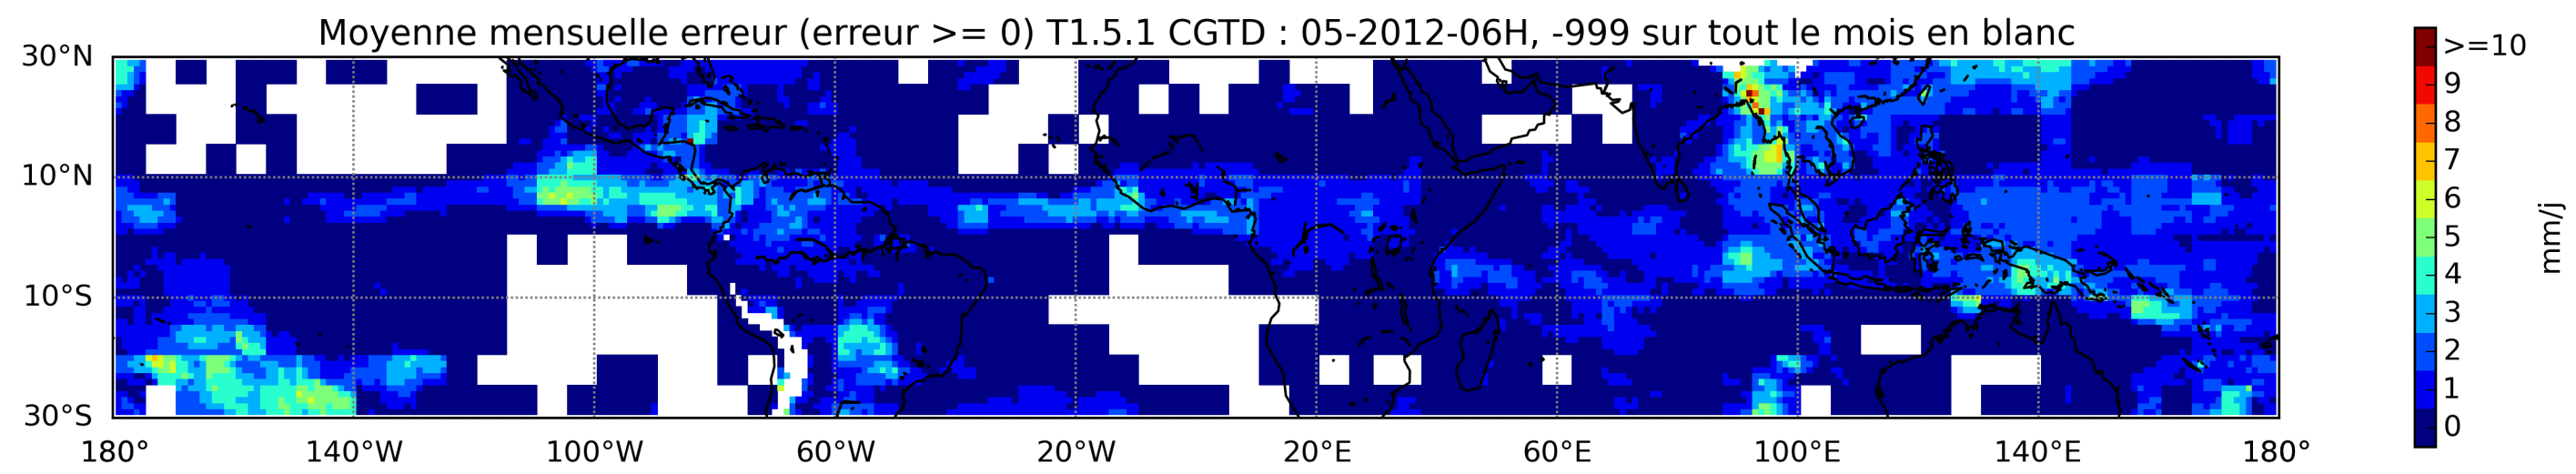 Moyenne mensuelle erreur (erreur >= 0) T1.5.1 CGTD : 05-2012-06H, -999 sur tout le mois en blanc
30°N
10°N
10°S
30°S
180° 140°W 100°W 60°W 20°W 20°E 60°E 100°E 140°E 180°
>=10
9
8
7
6
5
4
3
2
1
0
mm/j